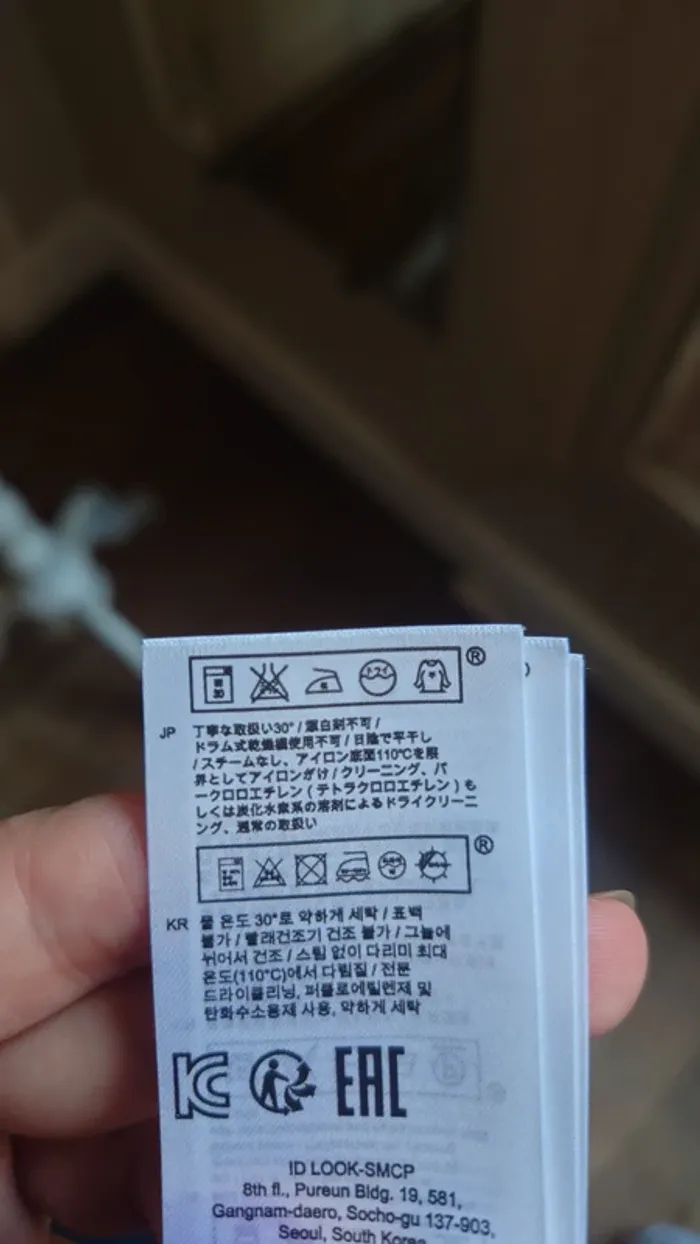 ®
JP 丁寧な取扱い30° / 漂白剤不可 /
ドラム式乾燥機使用不可 / 日陰で平干し
/ スチームなし、アイロン底面110℃を限
界としてアイロンがけ / クリーニング、パ
ークロロエチレン ( テトラクロロエチレン ) も
しくは炭化水素系の溶剤によるドライクリーニ
ング、通常の取扱い
®
KR 물 온도 30°로 약하게 세탁 / 표백
불가 / 빨래건조기 건조 불가 / 그늘에
뉘어서 건조 / 스팀 없이 다리미 최대
온도(110°C)에서 다림질 / 전문
드라이클리닝, 퍼클로로에틸렌제 및
탄화수소용제 사용, 약하게 세탁
KC EAC
ID LOOK-SMCP
8th fl., Pureun Bldg. 19, 581,
Gangnam-daero, Socho-gu 137-903,
Seoul, South Korea